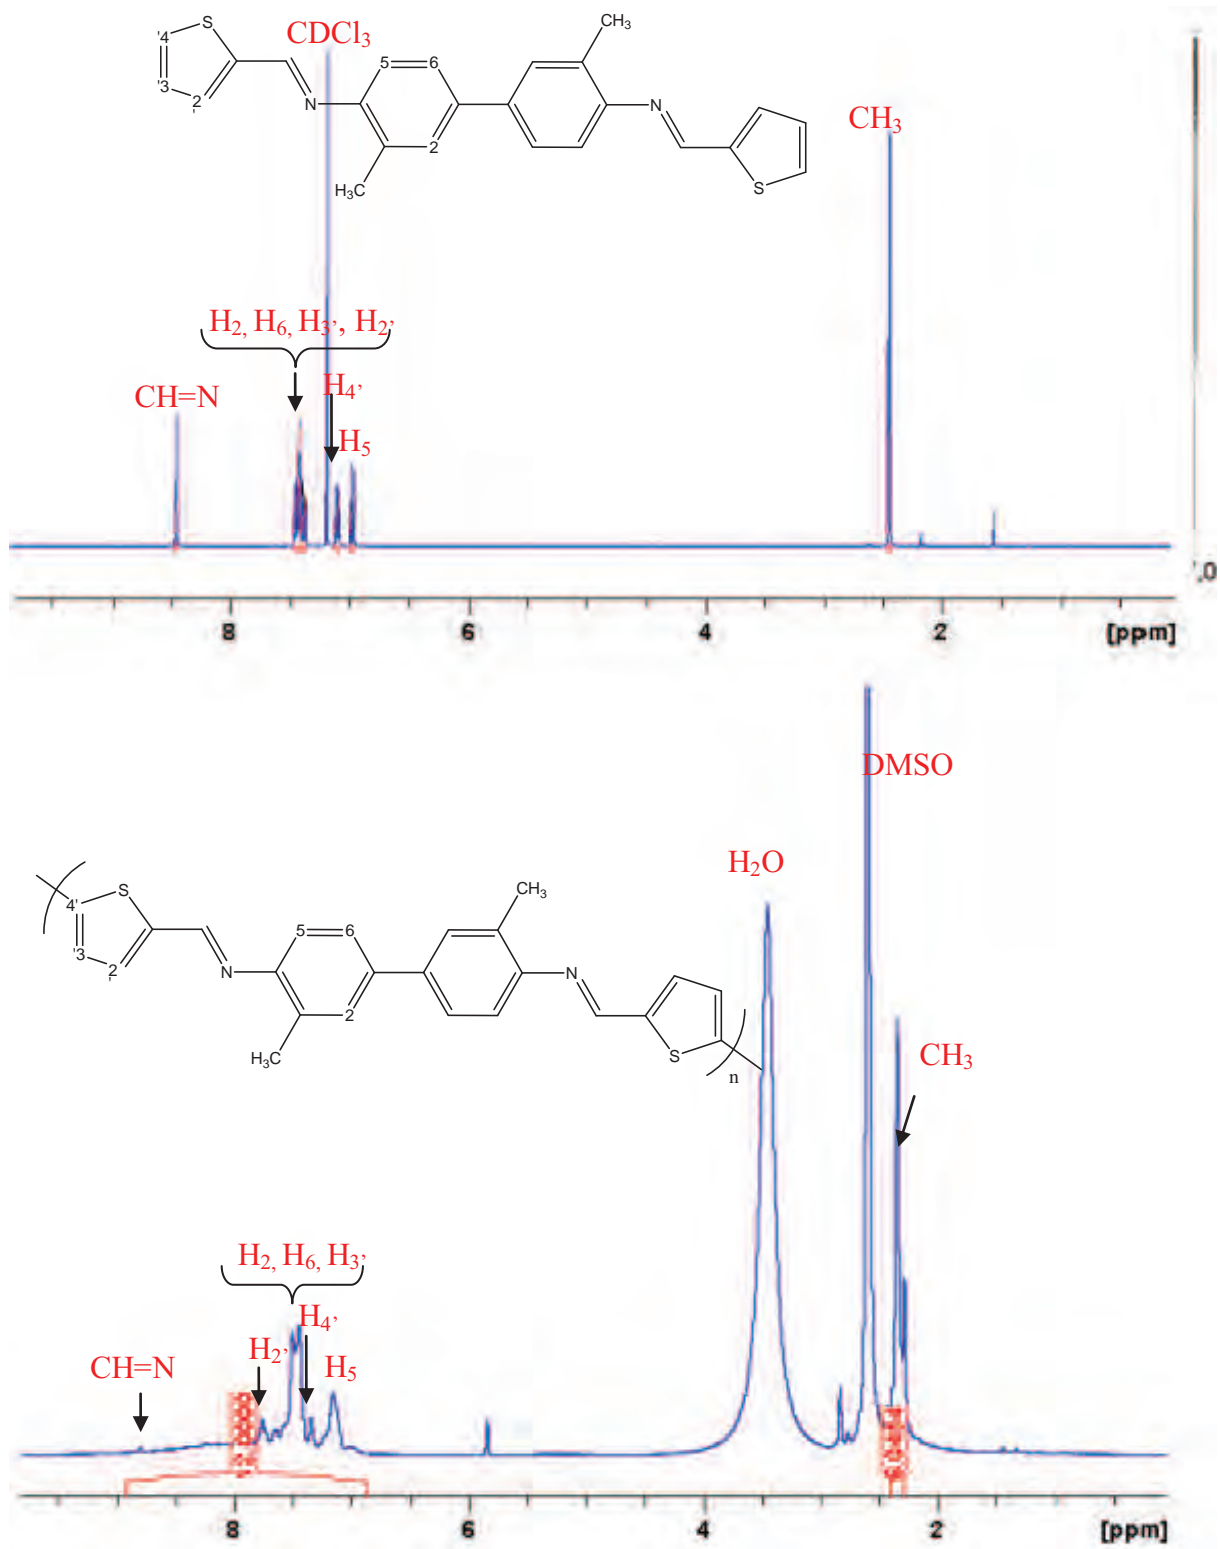 CH₃
S
'4
CDCl₃
5
6
'3
2
'
N
N
CH₃
2
H₃C
S
H₂, H₆, H₃’, H₂’
H₄’
CH=N
H₅
.0
8
6
4
2
[ppm]
DMSO
H₂O
S
CH₃
4'
5
6
'3
2
'
N
N
2
H₃C
S
n
CH₃
H₂, H₆, H₃’
H₄’
H₂’
CH=N
H₅
8
6
4
2
[ppm]